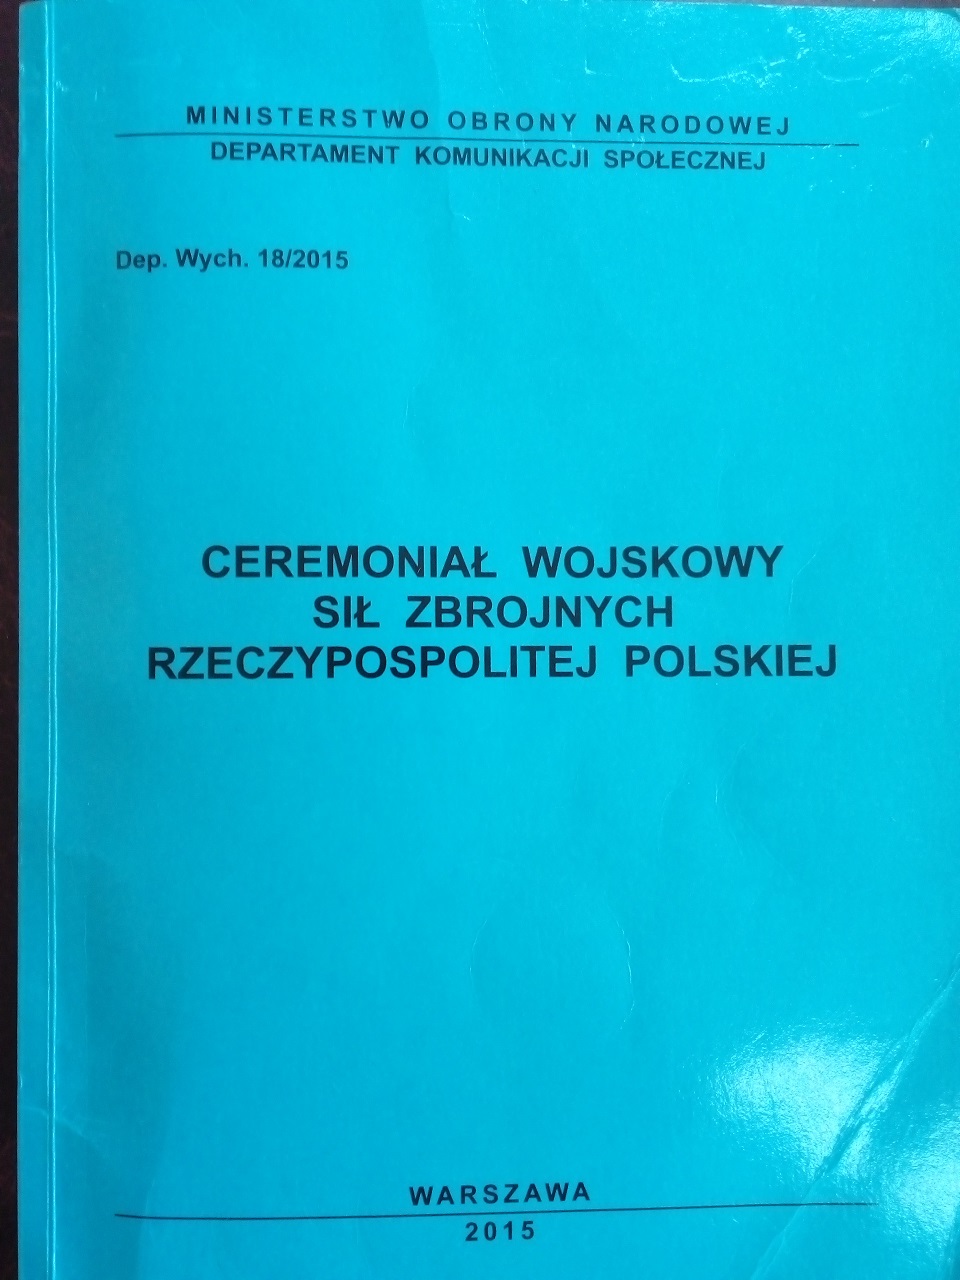 MINISTERSTWO OBRONY NARODOWEJ
DEPARTAMENT KOMUNIKACJI SPOŁECZNEJ
Dep. Wych. 18/2015
CEREMONIAŁ WOJSKOWY
SIŁ ZBROJNYCH
RZECZYPOSPOLITEJ POLSKIEJ
WARSZAWA
2015